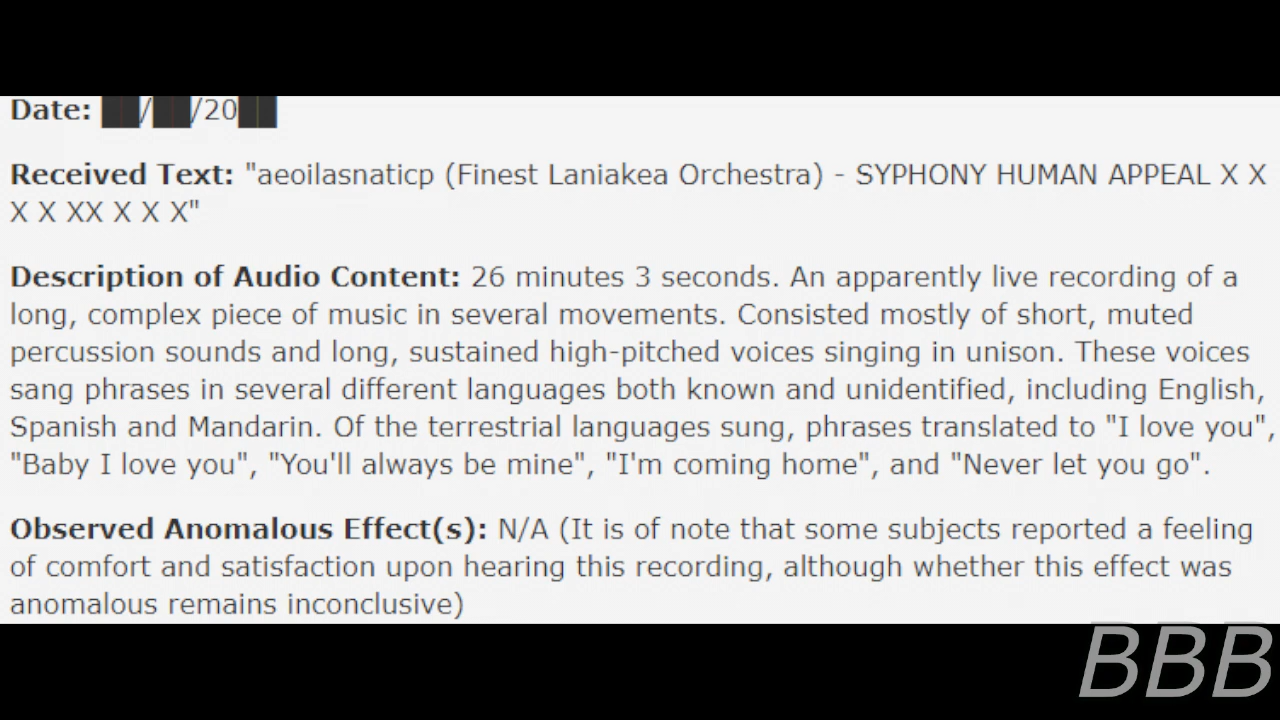 Date: ██/██/20██
Received Text: "aeoilasnaticp (Finest Laniakea Orchestra) - SYPHONY HUMAN APPEAL X X
X X XX X X X"
Description of Audio Content: 26 minutes 3 seconds. An apparently live recording of a
long, complex piece of music in several movements. Consisted mostly of short, muted
percussion sounds and long, sustained high-pitched voices singing in unison. These voices
sang phrases in several different languages both known and unidentified, including English,
Spanish and Mandarin. Of the terrestrial languages sung, phrases translated to "I love you",
"Baby I love you", "You'll always be mine", "I'm coming home", and "Never let you go".
Observed Anomalous Effect(s): N/A (It is of note that some subjects reported a feeling
of comfort and satisfaction upon hearing this recording, although whether this effect was
anomalous remains inconclusive)
BBB